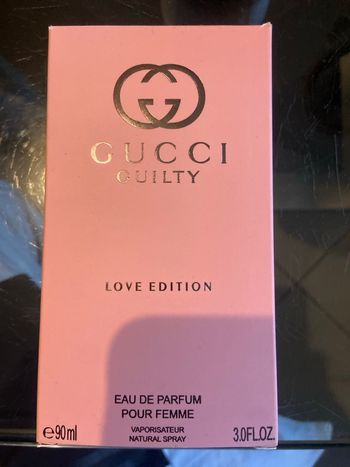 GUCCI
GUILTY
LOVE EDITION
EAU DE PARFUM
POUR FEMME
VAPORISATEUR
NATURAL SPRAY
℮90ml 3.0FL.OZ.